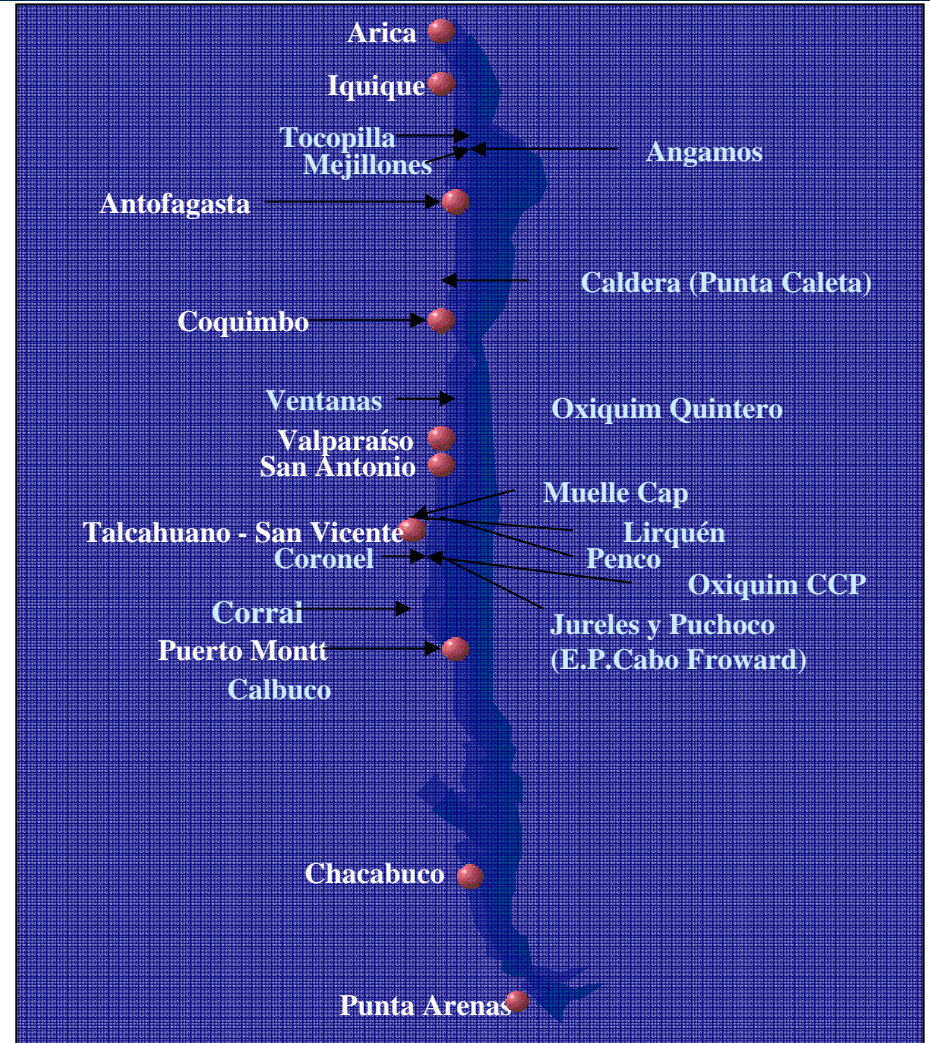 Arica
Iquique
Tocopilla
Mejillones
Angamos
Antofagasta
Caldera (Punta Caleta)
Coquimbo
Ventanas
Oxiquim Quintero
Valparaíso
San Antonio
Muelle Cap
Talcahuano - San Vicente
Lirquén
Coronel
Penco
Oxiquim CCP
Corral
Jureles y Puchoco
Puerto Montt
(E.P.Cabo Froward)
Calbuco
Chacabuco
Punta Arenas